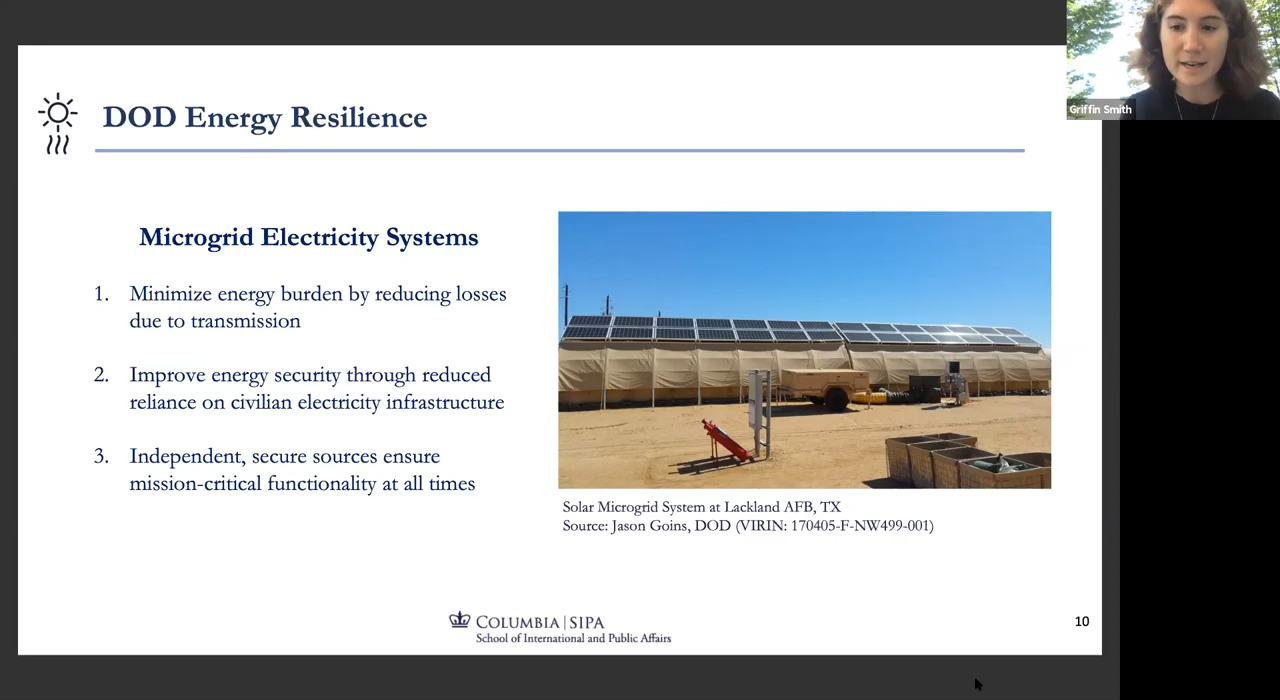 Griffin Smith
DOD Energy Resilience
Microgrid Electricity Systems
1. Minimize energy burden by reducing losses
due to transmission
2. Improve energy security through reduced
reliance on civilian electricity infrastructure
3. Independent, secure sources ensure
mission-critical functionality at all times
Solar Microgrid System at Lackland AFB, TX
Source: Jason Goins, DOD (VIRIN: 170405-F-NW499-001)
COLUMBIA | SIPA
School of International and Public Affairs
10